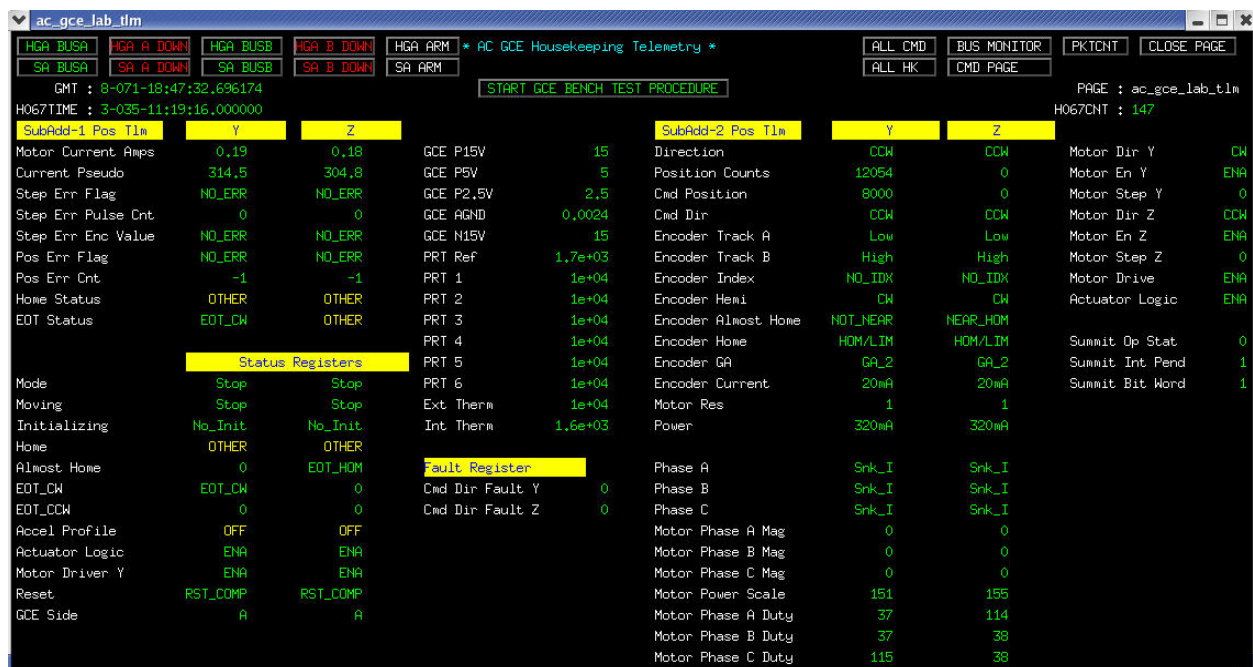 ac_gce_lab_tlm
HGA BUSA HGA A DOWN HGA BUSB HGA B DOWN HGA ARM * AC GCE Housekeeping Telemetry * ALL CMD BUS MONITOR PKTCNT CLOSE PAGE
SA BUSA SA A DOWN SA BUSB SA B DOWN SA ARM ALL HK CMD PAGE
GMT : 8-071-18:47:32.696174 START GCE BENCH TEST PROCEDURE PAGE : ac_gce_lab_tlm
H067TIME : 3-035-11:19:16.000000 H067CNT : 147
SubAdd-1 Pos Tlm Y Z SubAdd-2 Pos Tlm Y Z
Motor Current Amps 0.19 0.18 GCE P15V 15 Direction CCW CCW Motor Dir Y CW
Current Pseudo 314.5 304.8 GCE P5V 5 Position Counts 12054 0 Motor En Y ENA
Step Err Flag NO_ERR NO_ERR GCE P2.5V 2.5 Cmd Position 8000 0 Motor Step Y 0
Step Err Pulse Cnt 0 0 GCE AGND 0.0024 Cmd Dir CCW CCW Motor Dir Z CCW
Step Err Enc Value NO_ERR NO_ERR GCE N15V 15 Encoder Track A Low Low Motor En Z ENA
Pos Err Flag NO_ERR NO_ERR PRT Ref 1.7e+03 Encoder Track B High High Motor Step Z 0
Pos Err Cnt -1 -1 PRT 1 1e+04 Encoder Index NO_IDX NO_IDX Motor Drive ENA
Home Status OTHER OTHER PRT 2 1e+04 Encoder Hemi CW CW Actuator Logic ENA
EOT Status EOT_CW OTHER PRT 3 1e+04 Encoder Almost Home NOT_NEAR NEAR_HOM
PRT 4 1e+04 Encoder Home HOM/LIM HOM/LIM Summit Op Stat 0
Status Registers PRT 5 1e+04 Encoder GA GA_2 GA_2 Summit Int Pend 1
Mode Stop Stop PRT 6 1e+04 Encoder Current 20mA 20mA Summit Bit Word 1
Moving Stop Stop Ext Therm 1e+04 Motor Res 1 1
Initializing No_Init No_Init Int Therm 1.6e+03 Power 320mA 320mA
Home OTHER OTHER
Almost Home 0 EOT_HOM Fault Register Phase A Snk_I Snk_I
EOT_CW EOT_CW 0 Cmd Dir Fault Y 0 Phase B Snk_I Snk_I
EOT_CCW 0 0 Cmd Dir Fault Z 0 Phase C Snk_I Snk_I
Accel Profile OFF OFF Motor Phase A Mag 0 0
Actuator Logic ENA ENA Motor Phase B Mag 0 0
Motor Driver Y ENA ENA Motor Phase C Mag 0 0
Reset RST_COMP RST_COMP Motor Power Scale 151 155
GCE Side A A Motor Phase A Duty 37 114
Motor Phase B Duty 37 38
Motor Phase C Duty 115 38